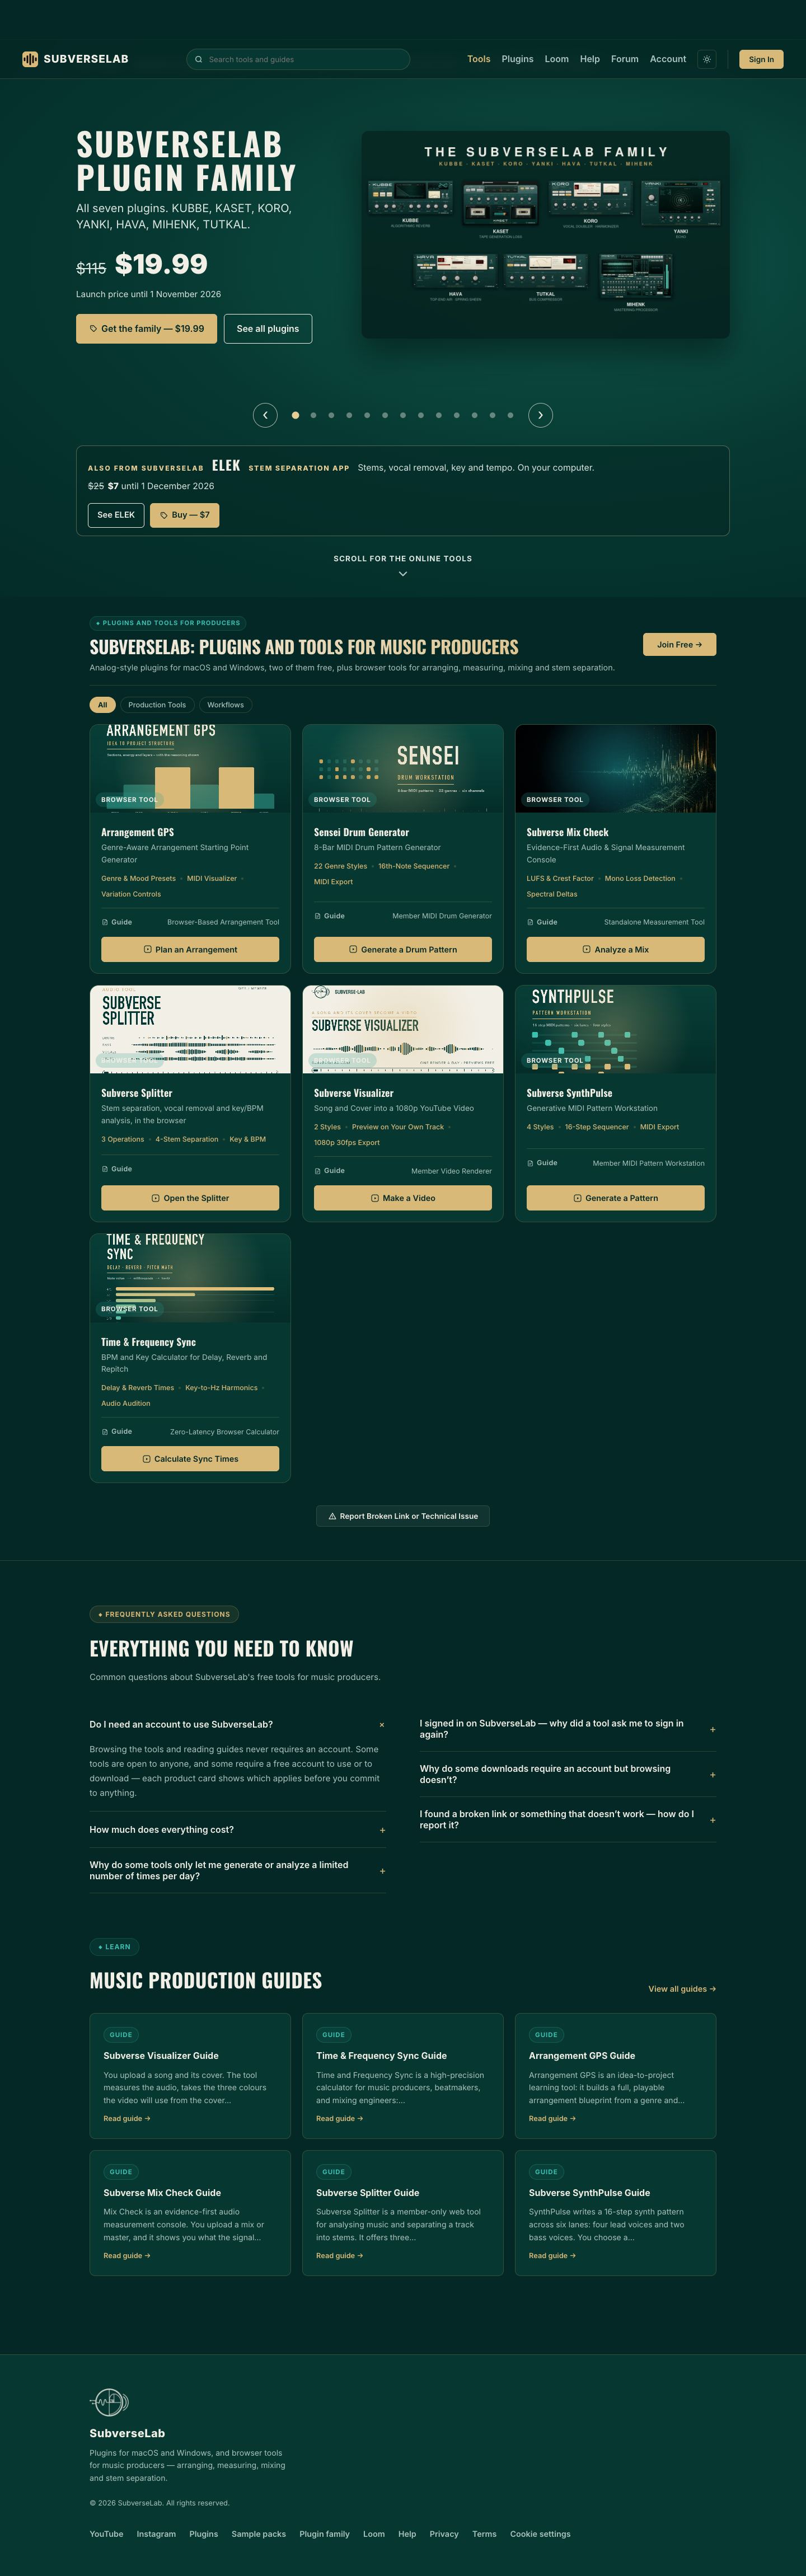 SUBVERSELAB
Search tools and guides
Tools Plugins Loom Help Forum Account
Sign In
SUBVERSELAB
PLUGIN FAMILY
All seven plugins. KUBBE, KASET, KORO,
YANKI, HAVA, MIHENK, TUTKAL.
$115 $19.99
Launch price until 1 November 2026
Get the family — $19.99
See all plugins
THE SUBVERSELAB FAMILY
KUBBE · KASET · KORO · YANKI · HAVA · TUTKAL · MIHENK
KUBBE
KASET
KORO
YANKI
HAVA
TUTKAL
MIHENK
ALSO FROM SUBVERSELAB ELEK STEM SEPARATION APP Stems, vocal removal, key and tempo. On your computer.
$25 $7 until 1 December 2026
See ELEK
Buy — $7
SCROLL FOR THE ONLINE TOOLS
PLUGINS AND TOOLS FOR PRODUCERS
SUBVERSELAB: PLUGINS AND TOOLS FOR MUSIC PRODUCERS
Join Free →
Analog-style plugins for macOS and Windows, two of them free, plus browser tools for arranging, measuring, mixing and stem separation.
All Production Tools Workflows
ARRANGEMENT GPS
IDEA TO PROJECT STRUCTURE
BROWSER TOOL
Arrangement GPS
Genre-Aware Arrangement Starting Point
Generator
Genre & Mood Presets · MIDI Visualizer ·
Variation Controls
Guide Browser-Based Arrangement Tool
Plan an Arrangement
SENSEI
DRUM WORKSTATION
BROWSER TOOL
Sensei Drum Generator
8-Bar MIDI Drum Pattern Generator
22 Genre Styles · 16th-Note Sequencer ·
MIDI Export
Guide Member MIDI Drum Generator
Generate a Drum Pattern
BROWSER TOOL
Subverse Mix Check
Evidence-First Audio & Signal Measurement
Console
LUFS & Crest Factor · Mono Loss Detection ·
Spectral Deltas
Guide Standalone Measurement Tool
Analyze a Mix
SUBVERSE
SPLITTER
BROWSER TOOL
Subverse Splitter
Stem separation, vocal removal and key/BPM
analysis, in the browser
3 Operations · 4-Stem Separation · Key & BPM
Guide
Open the Splitter
SUBVERSE-LAB
SUBVERSE VISUALIZER
BROWSER TOOL
Subverse Visualizer
Song and Cover into a 1080p YouTube Video
2 Styles · Preview on Your Own Track ·
1080p 30fps Export
Guide Member Video Renderer
Make a Video
SYNTHPULSE
PATTERN WORKSTATION
BROWSER TOOL
Subverse SynthPulse
Generative MIDI Pattern Workstation
4 Styles · 16-Step Sequencer · MIDI Export
Guide Member MIDI Pattern Workstation
Generate a Pattern
TIME & FREQUENCY
SYNC
DELAY · REVERB · PITCH MATH
BROWSER TOOL
Time & Frequency Sync
BPM and Key Calculator for Delay, Reverb and
Repitch
Delay & Reverb Times · Key-to-Hz Harmonics ·
Audio Audition
Guide Zero-Latency Browser Calculator
Calculate Sync Times
Report Broken Link or Technical Issue
FREQUENTLY ASKED QUESTIONS
EVERYTHING YOU NEED TO KNOW
Common questions about SubverseLab's free tools for music producers.
Do I need an account to use SubverseLab? ×
Browsing the tools and reading guides never requires an account. Some
tools are open to anyone, and some require a free account to use or to
download — each product card shows which applies before you commit
to anything.
How much does everything cost? +
Why do some tools only let me generate or analyze a limited
number of times per day? +
I signed in on SubverseLab — why did a tool ask me to sign in
again? +
Why do some downloads require an account but browsing
doesn't? +
I found a broken link or something that doesn't work — how do I
report it? +
LEARN
MUSIC PRODUCTION GUIDES
View all guides →
GUIDE
Subverse Visualizer Guide
You upload a song and its cover. The tool
measures the audio, takes the three colours
the video will use from the cover...
Read guide →
GUIDE
Time & Frequency Sync Guide
Time and Frequency Sync is a high-precision
calculator for music producers, beatmakers,
and mixing engineers:...
Read guide →
GUIDE
Arrangement GPS Guide
Arrangement GPS is an idea-to-project
learning tool: it builds a full, playable
arrangement blueprint from a genre and...
Read guide →
GUIDE
Subverse Mix Check Guide
Mix Check is an evidence-first audio
measurement console. You upload a mix or
master, and it shows you what the signal...
Read guide →
GUIDE
Subverse Splitter Guide
Subverse Splitter is a member-only web tool
for analysing music and separating a track
into stems. It offers three...
Read guide →
GUIDE
Subverse SynthPulse Guide
SynthPulse writes a 16-step synth pattern
across six lanes: four lead voices and two
bass voices. You choose a...
Read guide →
SubverseLab
Plugins for macOS and Windows, and browser tools
for music producers — arranging, measuring, mixing
and stem separation.
© 2026 SubverseLab. All rights reserved.
YouTube Instagram Plugins Sample packs Plugin family Loom Help Privacy Terms Cookie settings